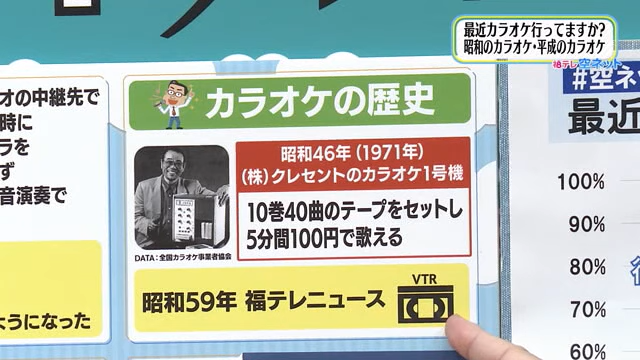 最近カラオケ行ってますか?
昭和のカラオケ・平成のカラオケ
福テレ空ネット
オの中継先で
時に
ラを
ず
音演奏で
ようになった
カラオケの歴史
昭和46年(1971年)
(株)クレセントのカラオケ1号機
10巻40曲のテープをセットし
5分間100円で歌える
DATA:全国カラオケ事業者協会
昭和59年 福テレニュース
VTR
#空ネ
最近
100%
90%
80%
70%
60%